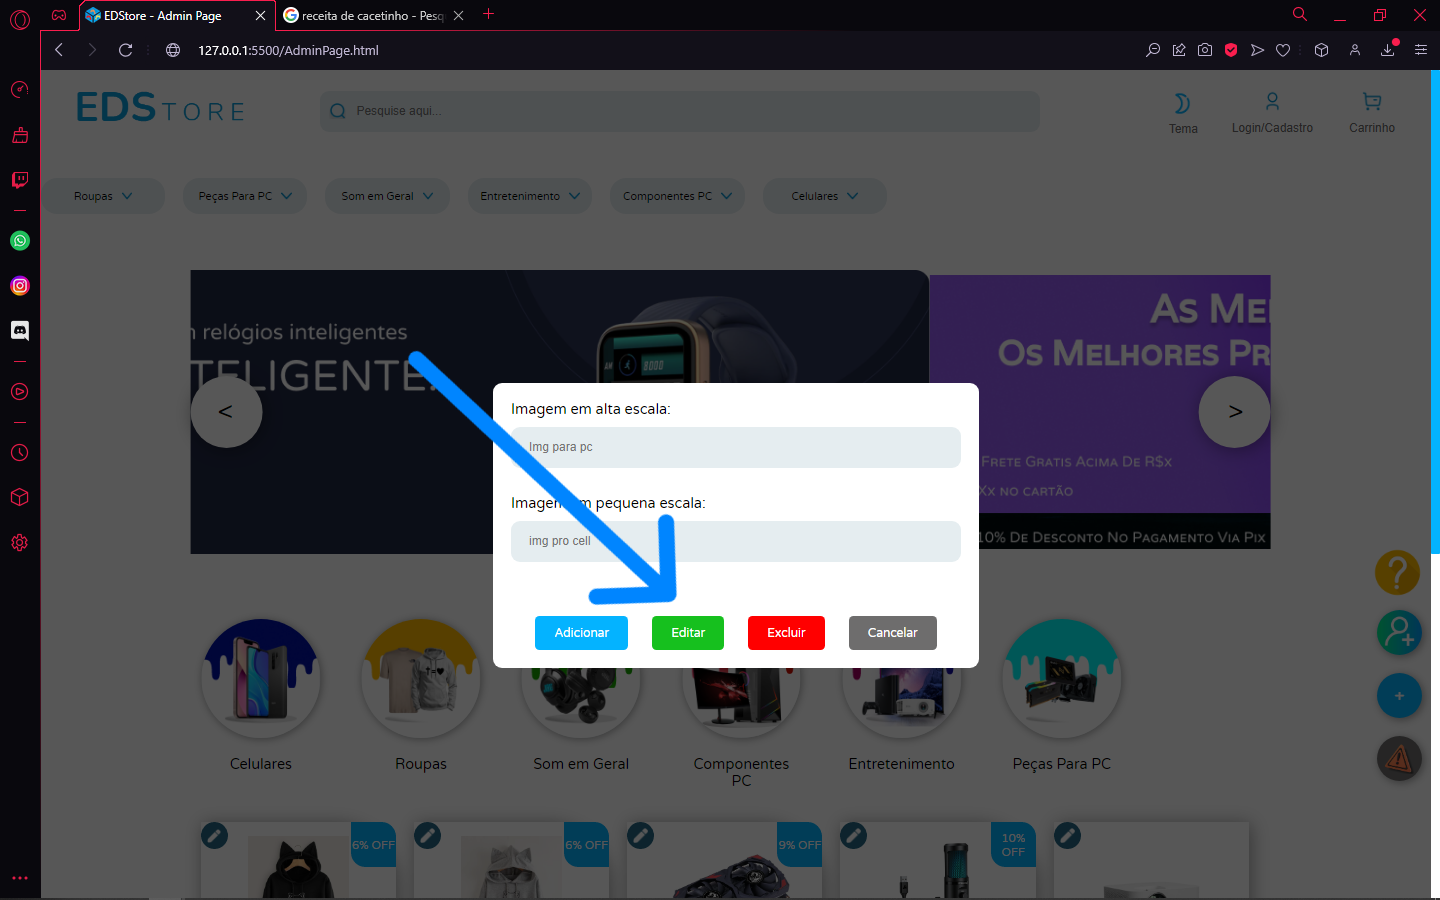 EDStore - Admin Page
receita de cacetinho - Pesq
127.0.0.1:5500/AdminPage.html
EDSTORE
Pesquise aqui...
Tema
Login/Cadastro
Carrinho
Roupas
Peças Para PC
Som em Geral
Entretenimento
Componentes PC
Celulares
n relógios inteligentes
TELIGENTE.
AS ME
OS MELHORES PR
FRETE GRATIS ACIMA DE R$X
XX NO CARTÃO
10% DE DESCONTO NO PAGAMENTO VIA PIX
<
>
Imagem em alta escala:
Img para pc
Imagem em pequena escala:
img pro cell
Adicionar
Editar
Excluir
Cancelar
?
+
Celulares
Roupas
Som em Geral
Componentes
PC
Entretenimento
Peças Para PC
6% OFF
6% OFF
9% OFF
10%
OFF